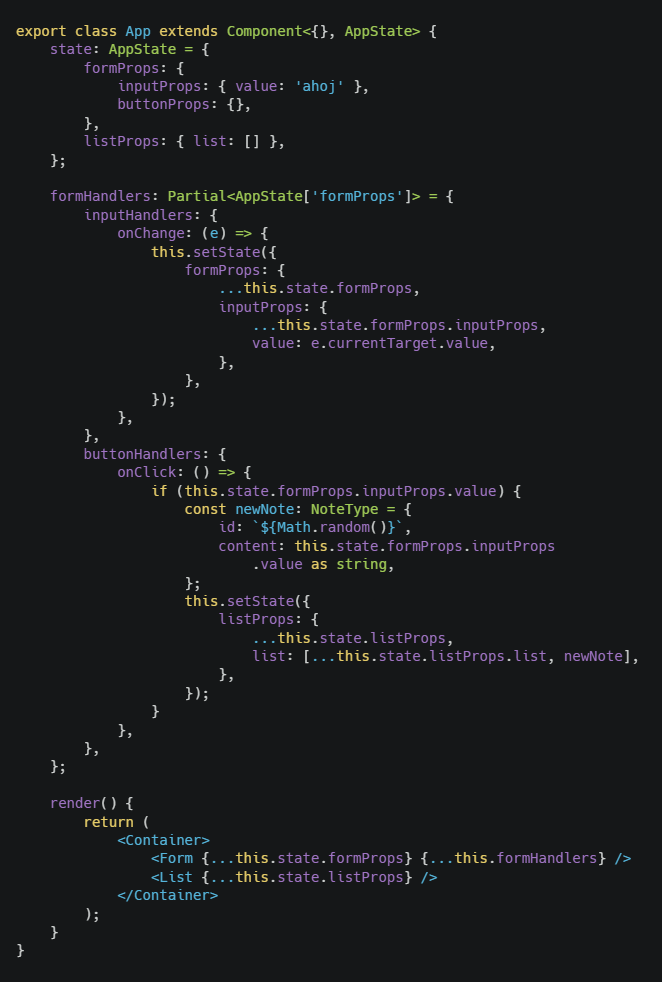 export class App extends Component<{}, AppState> {
    state: AppState = {
        formProps: {
            inputProps: { value: 'ahoj' },
            buttonProps: {},
        },
        listProps: { list: [] },
    };

    formHandlers: Partial<AppState['formProps']> = {
        inputHandlers: {
            onChange: (e) => {
                this.setState({
                    formProps: {
                        ...this.state.formProps,
                        inputProps: {
                            ...this.state.formProps.inputProps,
                            value: e.currentTarget.value,
                        },
                    },
                });
            },
        },
        buttonHandlers: {
            onClick: () => {
                if (this.state.formProps.inputProps.value) {
                    const newNote: NoteType = {
                        id: `${Math.random()}`,
                        content: this.state.formProps.inputProps
                            .value as string,
                    };
                    this.setState({
                        listProps: {
                            ...this.state.listProps,
                            list: [...this.state.listProps.list, newNote],
                        },
                    });
                }
            },
        },
    };

    render() {
        return (
            <Container>
                <Form {...this.state.formProps} {...this.formHandlers} />
                <List {...this.state.listProps} />
            </Container>
        );
    }
}